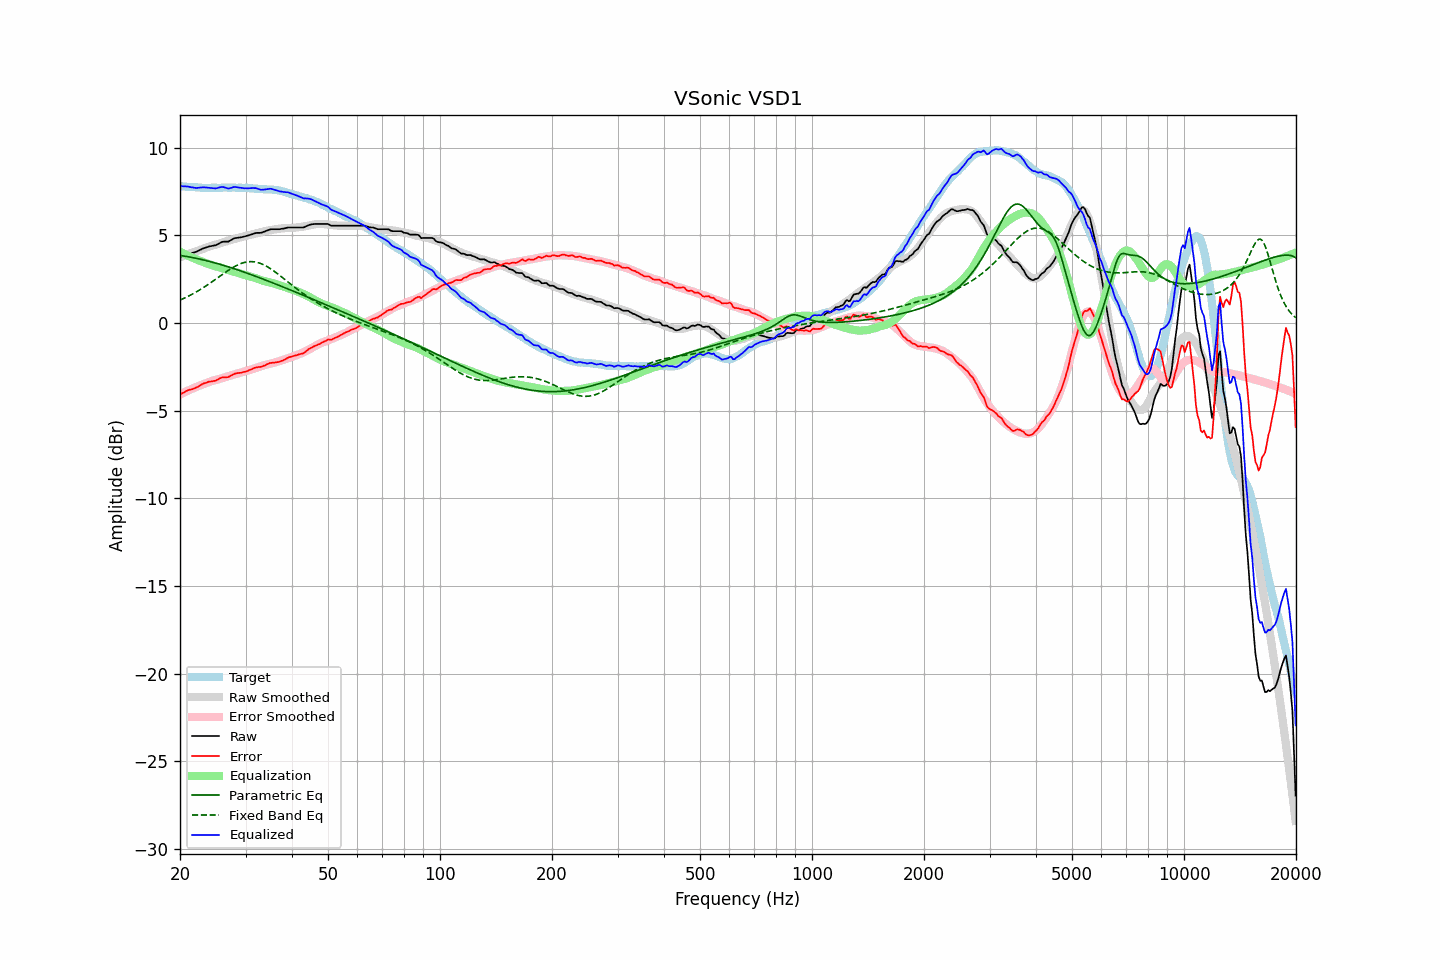 VSonic VSD1
Amplitude (dBr)
10
5
0
−5
−10
−15
−20
−25
−30
Target
Raw Smoothed
Error Smoothed
Raw
Error
Equalization
Parametric Eq
Fixed Band Eq
Equalized
20
50
100
200
500
1000
2000
5000
10000
20000
Frequency (Hz)